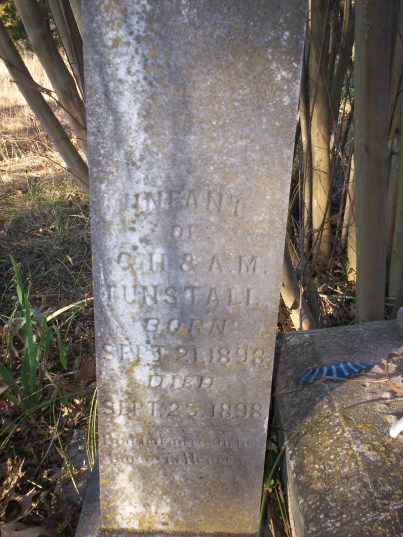 INFANT
OF
C.H & A.M.
TUNSTALL.
BORN
SEPT. 21, 1898
DIED
SEPT. 25, 1898